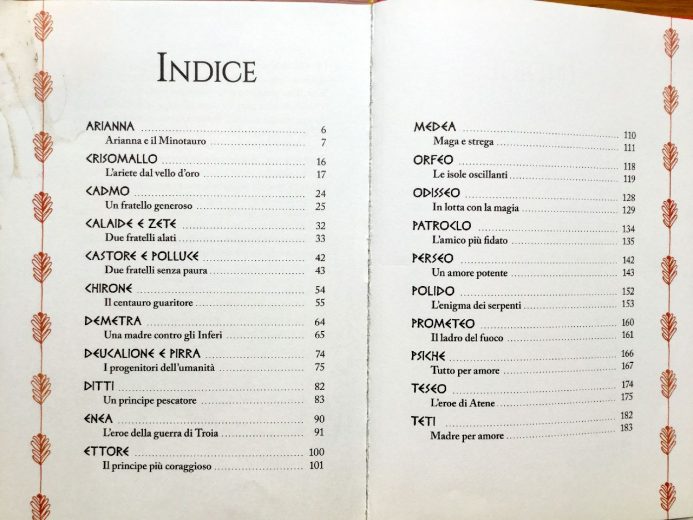 INDICE
ARIANNA 6
Arianna e il Minotauro 7
CRISOMALLO 16
L'ariete dal vello d'oro 17
CADMO 24
Un fratello generoso 25
CALAIDE E ZETE 32
Due fratelli alati 33
CASTORE E POLLUCE 42
Due fratelli senza paura 43
CHIRONE 54
Il centauro guaritore 55
DEMETRA 64
Una madre contro gli Inferi 65
DEUCALIONE E PIRRA 74
I progenitori dell'umanità 75
DITTI 82
Un principe pescatore 83
ENEA 90
L'eroe della guerra di Troia 91
ETTORE 100
Il principe più coraggioso 101
MEDEA 110
Maga e strega 111
ORFEO 118
Le isole oscillanti 119
ODISSEO 128
In lotta con la magia 129
PATROCLO 134
L'amico più fidato 135
PERSEO 142
Un amore potente 143
POLIDO 152
L'enigma dei serpenti 153
PROMETEO 160
Il ladro del fuoco 161
PSICHE 166
Tutto per amore 167
TESEO 174
L'eroe di Atene 175
TETI 182
Madre per amore 183